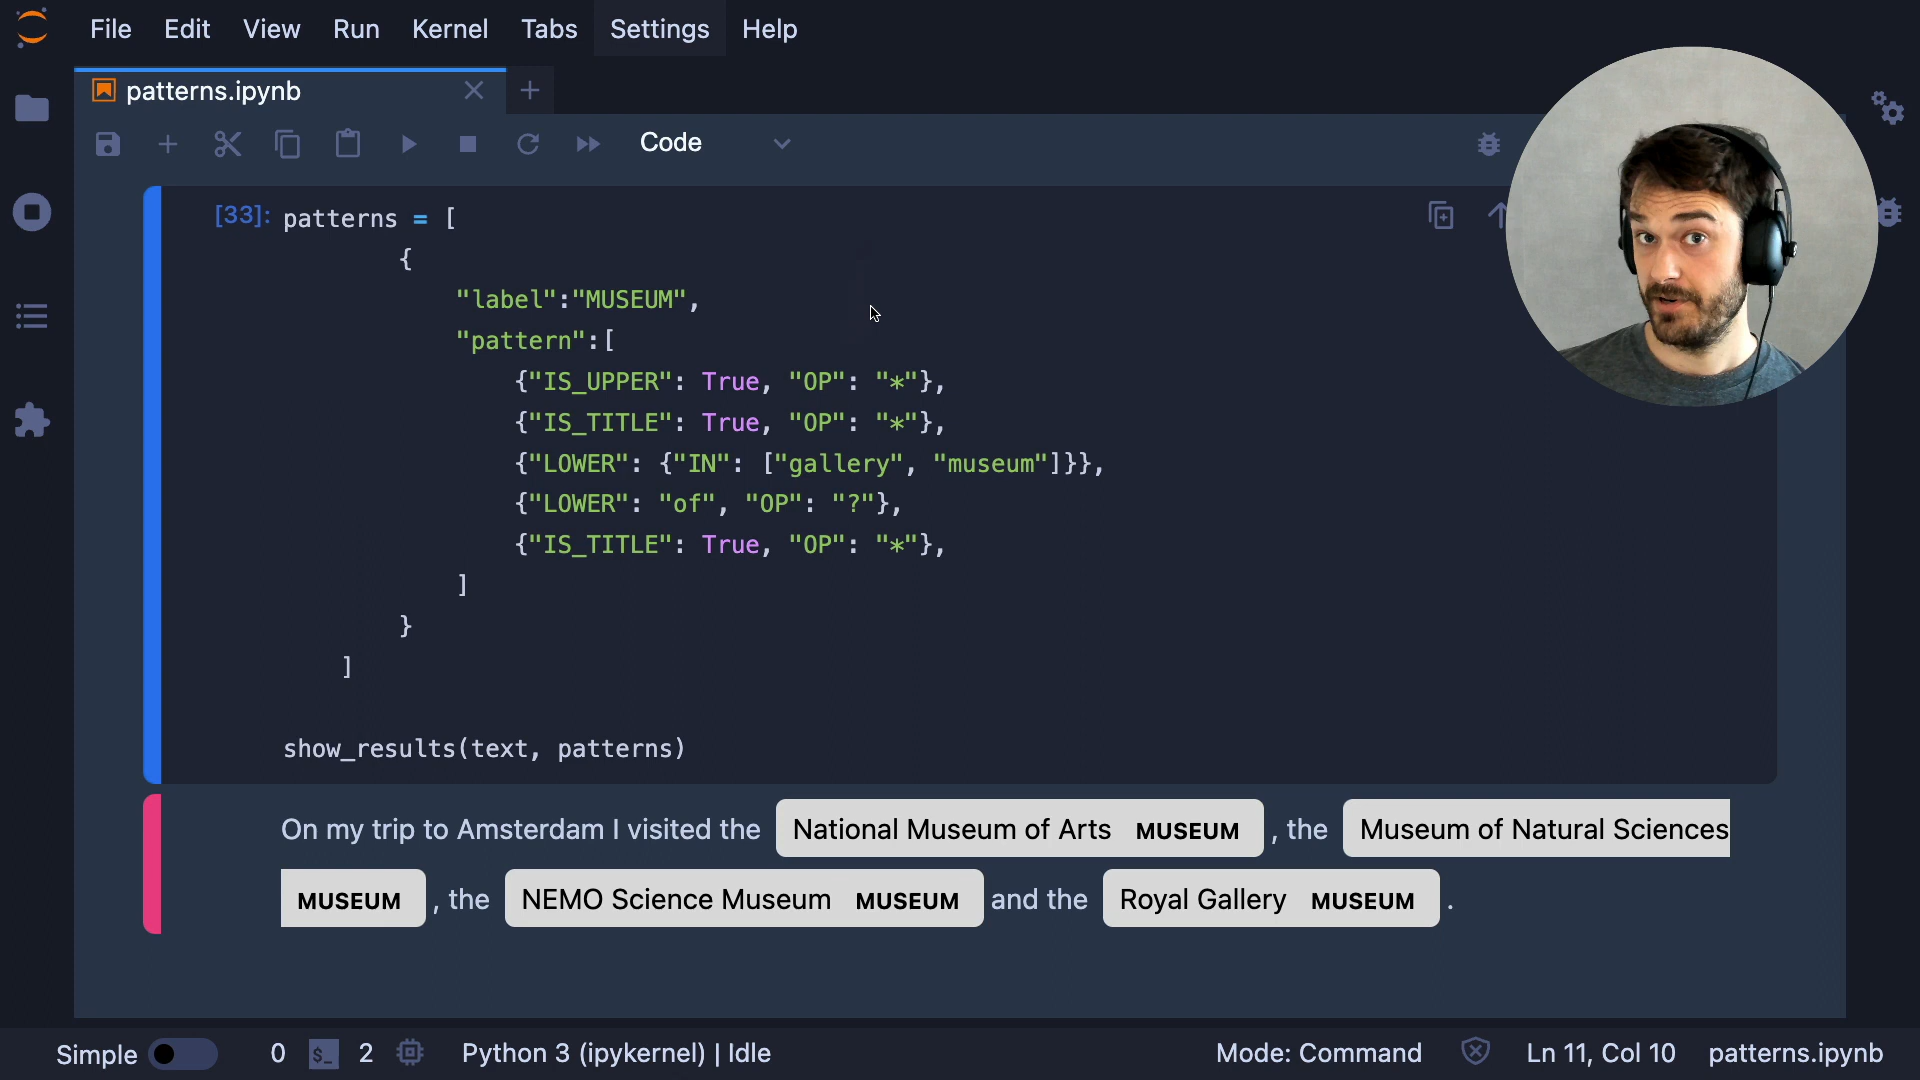 File Edit View Run Kernel Tabs Settings Help
patterns.ipynb
Code
[33]: patterns = [
{
"label":"MUSEUM",
"pattern":[
{"IS_UPPER": True, "OP": "*"},
{"IS_TITLE": True, "OP": "*"},
{"LOWER": {"IN": ["gallery", "museum"]}},
{"LOWER": "of", "OP": "?"},
{"IS_TITLE": True, "OP": "*"},
]
}
]
show_results(text, patterns)
On my trip to Amsterdam I visited the National Museum of Arts MUSEUM , the Museum of Natural Sciences
MUSEUM , the NEMO Science Museum MUSEUM and the Royal Gallery MUSEUM .
Simple 0 $_ 2 Python 3 (ipykernel) | Idle Mode: Command Ln 11, Col 10 patterns.ipynb